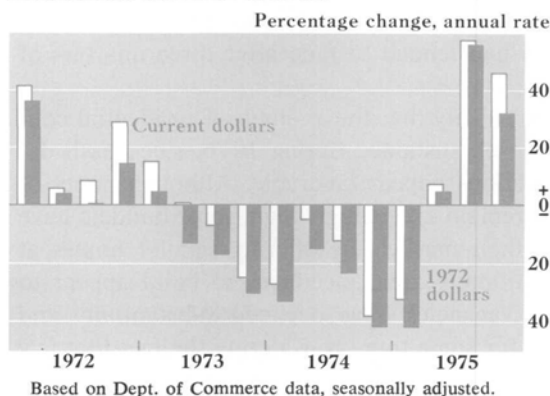 Percentage change, annual rate
40
Current dollars
20
+
0
−
20
1972
dollars
40
1972 1973 1974 1975
Based on Dept. of Commerce data, seasonally adjusted.